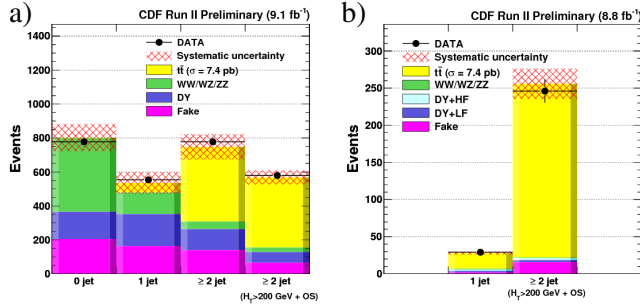 a)
CDF Run II Preliminary (9.1 fb⁻¹)
1400
1200
1000
800
600
400
200
0
Events
DATA
Systematic uncertainty
tt̄ (σ = 7.4 pb)
WW/WZ/ZZ
DY
Fake
0 jet
1 jet
≥ 2 jet
≥ 2 jet
(H_T>200 GeV + OS)
b)
CDF Run II Preliminary (8.8 fb⁻¹)
300
250
200
150
100
50
0
Events
DATA
Systematic uncertainty
tt̄ (σ = 7.4 pb)
WW/WZ/ZZ
DY+HF
DY+LF
Fake
1 jet
≥ 2 jet
(H_T>200 GeV + OS)